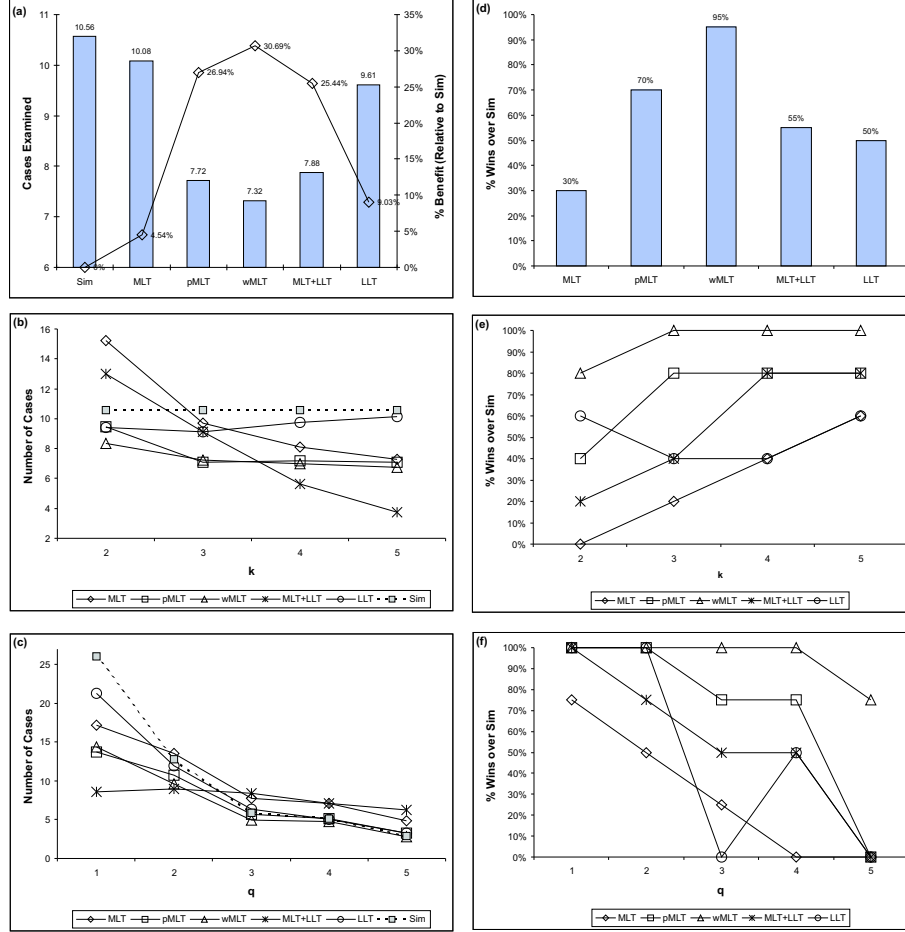 (a)
Cases Examined
% Benefit (Relative to Sim)
11
10
9
8
7
6
35%
30%
25%
20%
15%
10%
5%
0%
10.56
10.08
7.72
7.32
7.88
9.61
0%
4.54%
26.94%
30.69%
25.44%
9.03%
Sim MLT pMLT wMLT MLT+LLT LLT
(d)
% Wins over Sim
100%
90%
80%
70%
60%
50%
40%
30%
20%
10%
0%
30%
70%
95%
55%
50%
MLT pMLT wMLT MLT+LLT LLT
(b)
Number of Cases
16
14
12
10
8
6
4
2
2 3 4 5
k
MLT pMLT wMLT MLT+LLT LLT Sim
(e)
% Wins over Sim
100%
90%
80%
70%
60%
50%
40%
30%
20%
10%
0%
2 3 4 5
k
MLT pMLT wMLT MLT+LLT LLT
(c)
Number of Cases
25
20
15
10
5
0
1 2 3 4 5
q
MLT pMLT wMLT MLT+LLT LLT Sim
(f)
% Wins over Sim
100%
90%
80%
70%
60%
50%
40%
30%
20%
10%
0%
1 2 3 4 5
q
MLT pMLT wMLT MLT+LLT LLT